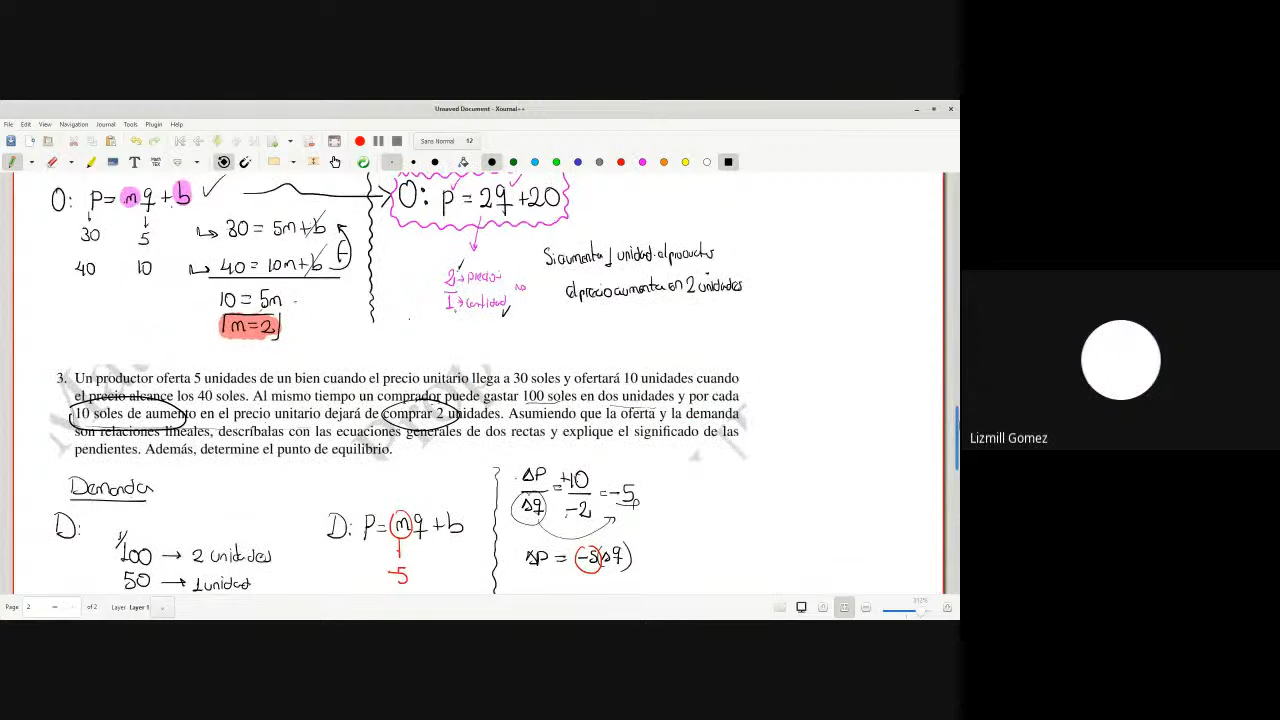 Unsaved Document - Xournal++
File Edit View Navigation Journal Tools Plugin Help
Sans Normal 12
O: p = mq + b
30 5
40 10
30 = 5m + b
40 = 10m + b
(-)
10 = 5m
m = 2
O: p = 2q + 20
2 → precio
1 → cantidad
Si aumenta 1 unidad el producto
el precio aumenta en 2 unidades
3. Un productor oferta 5 unidades de un bien cuando el precio unitario llega a 30 soles y ofertará 10 unidades cuando
el precio alcance los 40 soles. Al mismo tiempo un comprador puede gastar 100 soles en dos unidades y por cada
10 soles de aumento en el precio unitario dejará de comprar 2 unidades. Asumiendo que la oferta y la demanda
son relaciones lineales, descríbalas con las ecuaciones generales de dos rectas y explique el significado de las
pendientes. Además, determine el punto de equilibrio.
Demanda
D:
100 → 2 unidades
50 → 1 unidad
D: P = mq + b
-5
ΔP/Δq = +10/-2 = -5
ΔP = -5(Δq)
Page 2 of 2 Layer Layer 1
312%
Lizmill Gomez